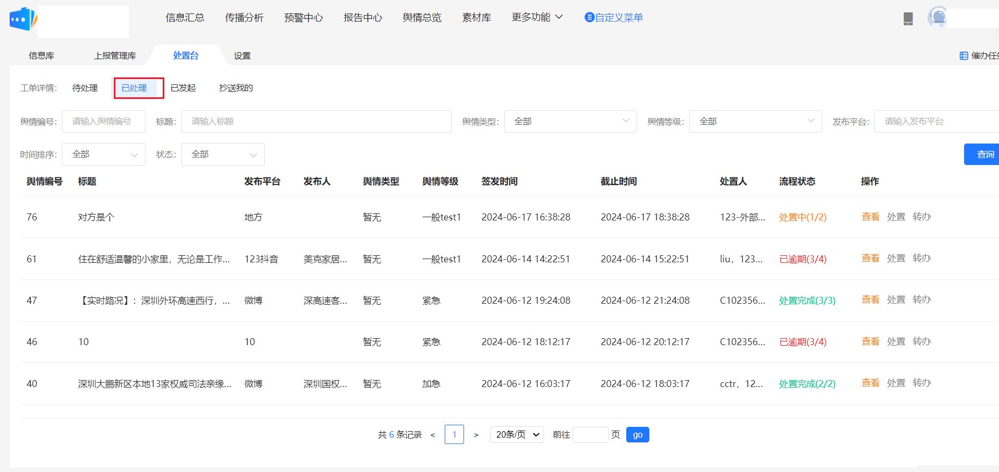 信息汇总 传播分析 预警中心 报告中心 舆情总览 素材库 更多功能 自定义菜单
信息库 上报管理库 处置台 设置 催办任
工单详情： 待处理 已处理 已发起 抄送我的
舆情编号： 请输入舆情编号 标题： 请输入标题 舆情类型： 全部 舆情等级： 全部 发布平台： 请输入发布平台
时间排序： 全部 状态： 全部 查询
舆情编号 标题 发布平台 发布人 舆情类型 舆情等级 签发时间 截止时间 处置人 流程状态 操作
76 对方是个 地方 暂无 一般test1 2024-06-17 16:38:28 2024-06-17 18:38:28 123-外部... 处置中(1/2) 查看 处置 转办
61 住在舒适温馨的小家里，无论是工作... 123抖音 美克家居... 暂无 一般test1 2024-06-14 14:22:51 2024-06-14 15:22:51 liu，123... 已逾期(3/4) 查看 处置 转办
47 【实时路况】：深圳外环高速西行，... 微博 深高速客... 暂无 紧急 2024-06-12 19:24:08 2024-06-12 21:24:08 C102356... 处置完成(3/3) 查看 处置 转办
46 10 10 暂无 紧急 2024-06-12 18:12:17 2024-06-12 20:12:17 C102356... 已逾期(3/4) 查看 处置 转办
40 深圳大鹏新区本地13家权威司法亲缘... 微博 深圳国权... 暂无 加急 2024-06-12 16:03:17 2024-06-12 18:03:17 cctr，12... 处置完成(2/2) 查看 处置 转办
共 6 条记录 < 1 > 20条/页 前往 页 go